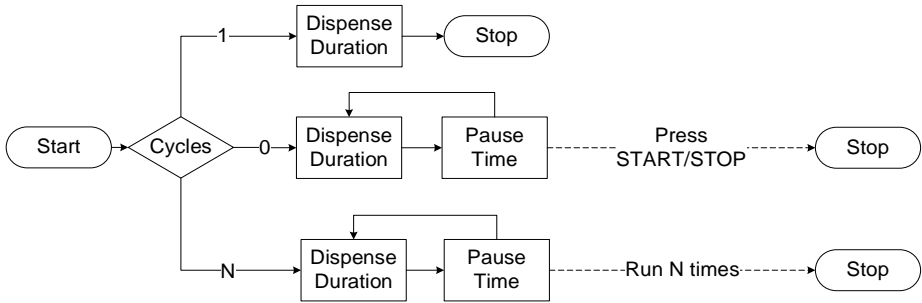 1
Dispense
Duration
Stop
Start
Cycles
0
Dispense
Duration
Pause
Time
Press
START/STOP
Stop
N
Dispense
Duration
Pause
Time
Run N times
Stop